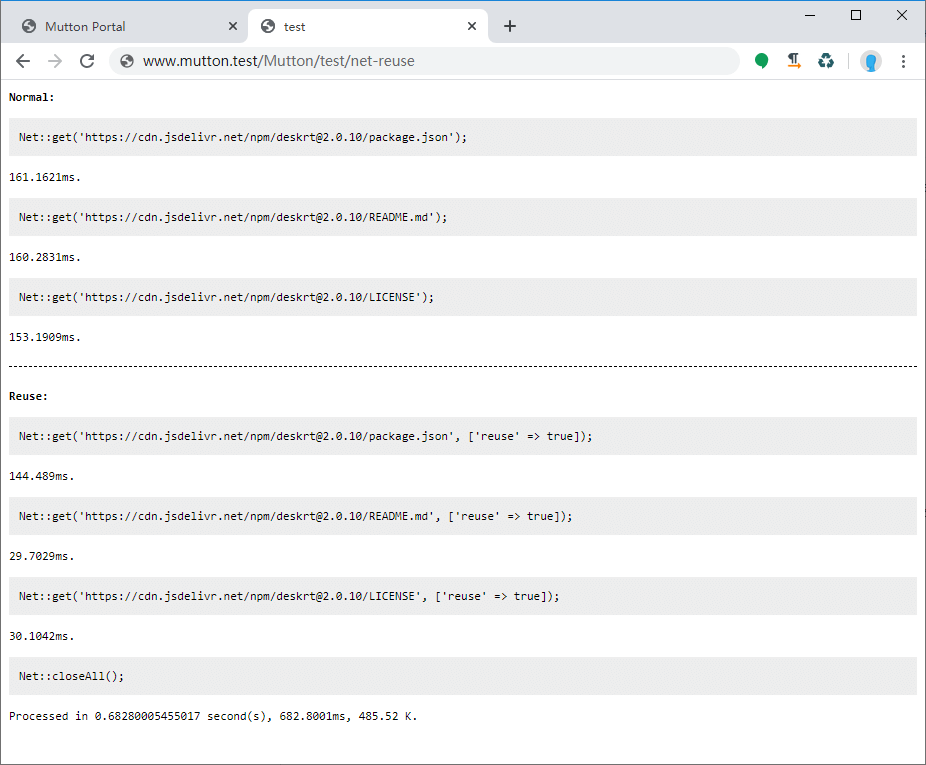 Mutton Portal
test
www.mutton.test/Mutton/test/net-reuse
Normal:
Net::get('https://cdn.jsdelivr.net/npm/deskrt@2.0.10/package.json');
161.1621ms.
Net::get('https://cdn.jsdelivr.net/npm/deskrt@2.0.10/README.md');
160.2831ms.
Net::get('https://cdn.jsdelivr.net/npm/deskrt@2.0.10/LICENSE');
153.1909ms.
Reuse:
Net::get('https://cdn.jsdelivr.net/npm/deskrt@2.0.10/package.json', ['reuse' => true]);
144.489ms.
Net::get('https://cdn.jsdelivr.net/npm/deskrt@2.0.10/README.md', ['reuse' => true]);
29.7029ms.
Net::get('https://cdn.jsdelivr.net/npm/deskrt@2.0.10/LICENSE', ['reuse' => true]);
30.1042ms.
Net::closeAll();
Processed in 0.68280005455017 second(s), 682.8001ms, 485.52 K.